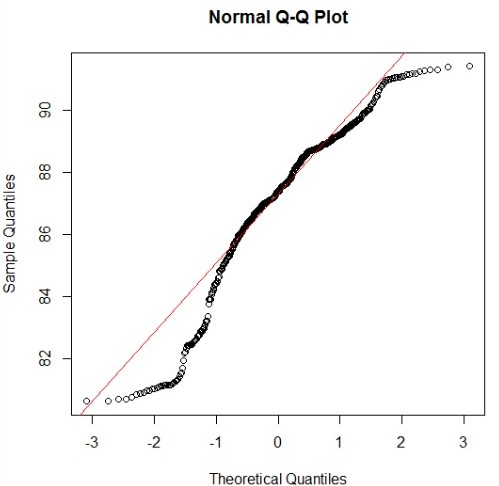 Normal Q-Q Plot
Sample Quantiles
90
88
86
84
82
-3 -2 -1 0 1 2 3
Theoretical Quantiles